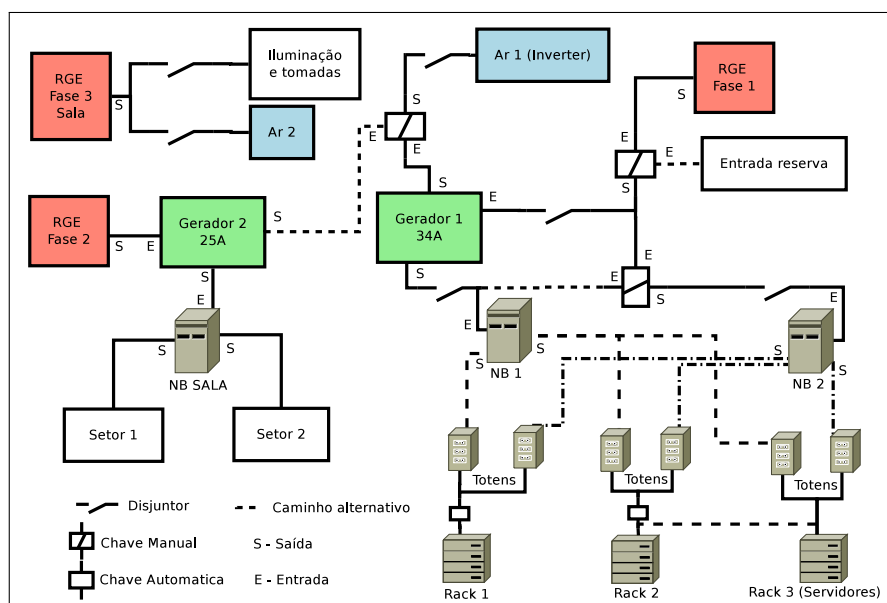 RGE
Fase 3
Sala
S
Iluminação
e tomadas
Ar 2
Ar 1 (Inverter)
S
E
E
S
RGE
Fase 1
S
E
E
S
Entrada reserva
RGE
Fase 2
S
E
Gerador 2
25A
S
S
E
Gerador 1
34A
E
S
E
E
S
E
E
NB SALA
S
S
Setor 1
Setor 2
NB 1
S
S
NB 2
S
S
Totens
Totens
Totens
Rack 1
Rack 2
Rack 3 (Servidores)
Disjuntor
Caminho alternativo
Chave Manual
S - Saída
Chave Automatica
E - Entrada